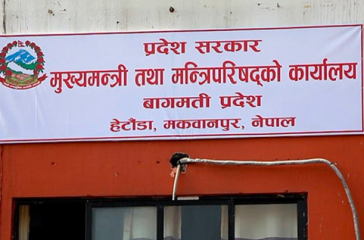 प्रदेश सरकार
मुख्यमन्त्री तथा मन्त्रिपरिषद्को कार्यालय
बागमती प्रदेश
हेटौंडा, मकवानपुर, नेपाल